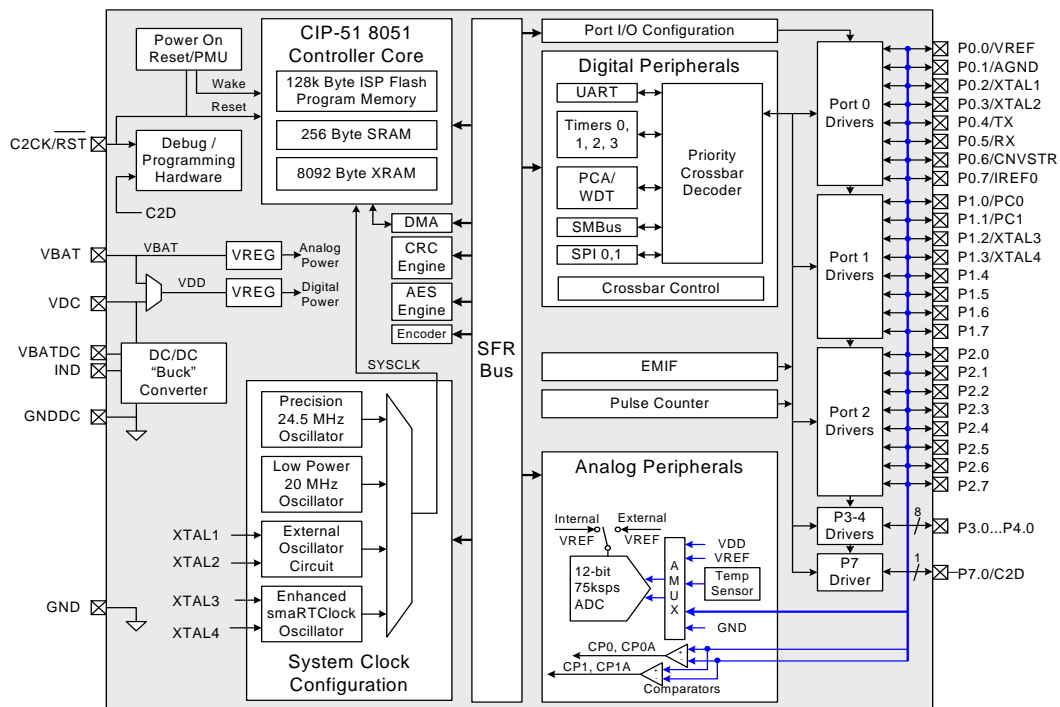 Power On
Reset/PMU
Wake
Reset
C2CK/RST
Debug /
Programming
Hardware
C2D
VBAT
VBAT
VREG
Analog
Power
VDC
VDD
VREG
Digital
Power
VBATDC
IND
DC/DC
“Buck”
Converter
GNDDC
GND
CIP-51 8051
Controller Core
128k Byte ISP Flash
Program Memory
256 Byte SRAM
8092 Byte XRAM
DMA
CRC
Engine
AES
Engine
Encoder
SYSCLK
Precision
24.5 MHz
Oscillator
Low Power
20 MHz
Oscillator
XTAL1
XTAL2
External
Oscillator
Circuit
XTAL3
XTAL4
Enhanced
smaRTClock
Oscillator
System Clock
Configuration
SFR
Bus
Port I/O Configuration
Digital Peripherals
UART
Timers 0,
1, 2, 3
PCA/
WDT
SMBus
SPI 0,1
Priority
Crossbar
Decoder
Crossbar Control
EMIF
Pulse Counter
Analog Peripherals
Internal
VREF
External
VREF
12-bit
75ksps
ADC
A
M
U
X
VDD
VREF
Temp
Sensor
GND
CP0, CP0A
+
-
CP1, CP1A
+
-
Comparators
Port 0
Drivers
Port 1
Drivers
Port 2
Drivers
P3-4
Drivers
P7
Driver
P0.0/VREF
P0.1/AGND
P0.2/XTAL1
P0.3/XTAL2
P0.4/TX
P0.5/RX
P0.6/CNVSTR
P0.7/IREF0
P1.0/PC0
P1.1/PC1
P1.2/XTAL3
P1.3/XTAL4
P1.4
P1.5
P1.6
P1.7
P2.0
P2.1
P2.2
P2.3
P2.4
P2.5
P2.6
P2.7
8
P3.0...P4.0
1
P7.0/C2D